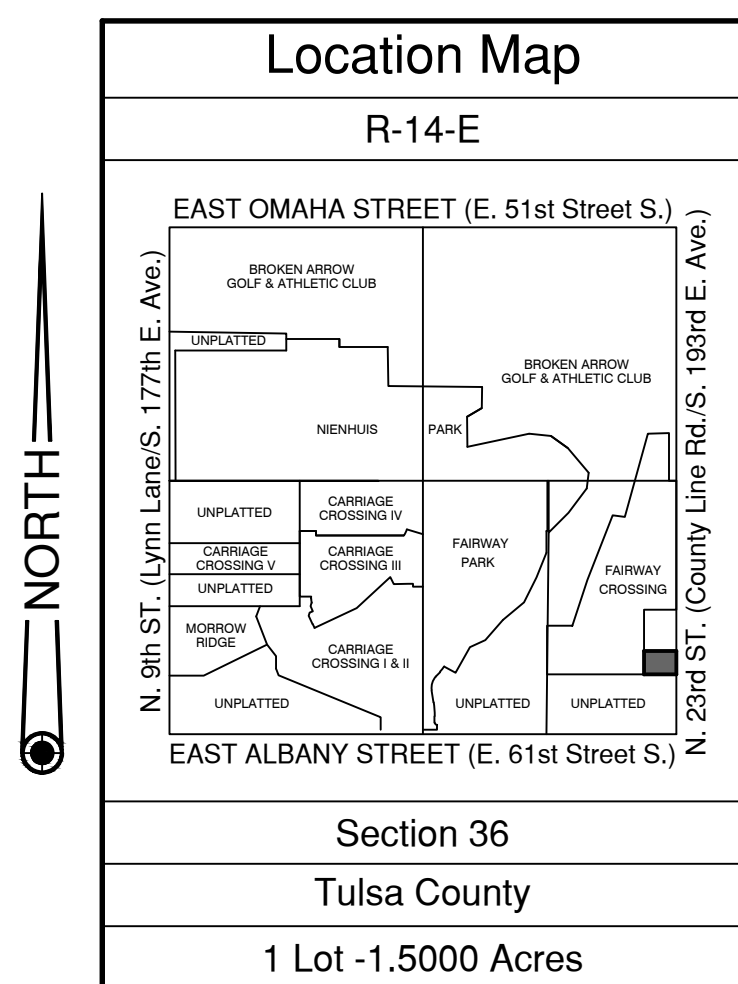 Location Map
R-14-E
EAST OMAHA STREET (E. 51st Street S.)
N. 9th ST. (Lynn Lane/S. 177th E. Ave.)
N. 23rd ST. (County Line Rd./S. 193rd E. Ave.)
BROKEN ARROW
GOLF & ATHLETIC CLUB
UNPLATTED
BROKEN ARROW
GOLF & ATHLETIC CLUB
NIENHUIS
PARK
UNPLATTED
CARRIAGE
CROSSING IV
CARRIAGE
CROSSING V
CARRIAGE
CROSSING III
FAIRWAY
PARK
FAIRWAY
CROSSING
UNPLATTED
MORROW
RIDGE
CARRIAGE
CROSSING I & II
UNPLATTED
UNPLATTED
UNPLATTED
EAST ALBANY STREET (E. 61st Street S.)
NORTH
Section 36
Tulsa County
1 Lot -1.5000 Acres